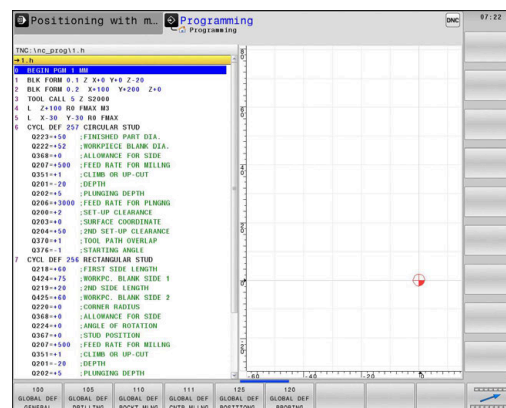 Positioning with m…
Programming
Programming
DNC
07:22
TNC:\nc_prog\1.h
→1.h
0 BEGIN PGM 1 MM
1 BLK FORM 0.1 Z X+0 Y+0 Z-20
2 BLK FORM 0.2 X+100 Y+200 Z+0
3 TOOL CALL 5 Z S2000
4 L Z+100 R0 FMAX M3
5 L X-30 Y-30 R0 FMAX
6 CYCL DEF 257 CIRCULAR STUD
Q223=+50 ;FINISHED PART DIA.
Q222=+52 ;WORKPIECE BLANK DIA.
Q368=+0 ;ALLOWANCE FOR SIDE
Q207=+500 ;FEED RATE FOR MILLNG
Q351=+1 ;CLIMB OR UP-CUT
Q201=-20 ;DEPTH
Q202=+5 ;PLUNGING DEPTH
Q206=+3000 ;FEED RATE FOR PLNGNG
Q200=+2 ;SET-UP CLEARANCE
Q203=+0 ;SURFACE COORDINATE
Q204=+50 ;2ND SET-UP CLEARANCE
Q370=+1 ;TOOL PATH OVERLAP
Q376=-1 ;STARTING ANGLE
7 CYCL DEF 256 RECTANGULAR STUD
Q218=+60 ;FIRST SIDE LENGTH
Q424=+75 ;WORKPC. BLANK SIDE 1
Q219=+20 ;2ND SIDE LENGTH
Q425=+60 ;WORKPC. BLANK SIDE 2
Q220=+0 ;CORNER RADIUS
Q368=+0 ;ALLOWANCE FOR SIDE
Q224=+0 ;ANGLE OF ROTATION
Q367=+0 ;STUD POSITION
Q207=+500 ;FEED RATE FOR MILLNG
Q351=+1 ;CLIMB OR UP-CUT
Q201=-20 ;DEPTH
Q202=+5 ;PLUNGING DEPTH
-60 -40 -20 0
100 105 110 111 125 120
GLOBAL DEF GLOBAL DEF GLOBAL DEF GLOBAL DEF GLOBAL DEF GLOBAL DEF
GENERAL DRILLING POCKT MLNG CNTR MLLNG POSITIONG. PROBING